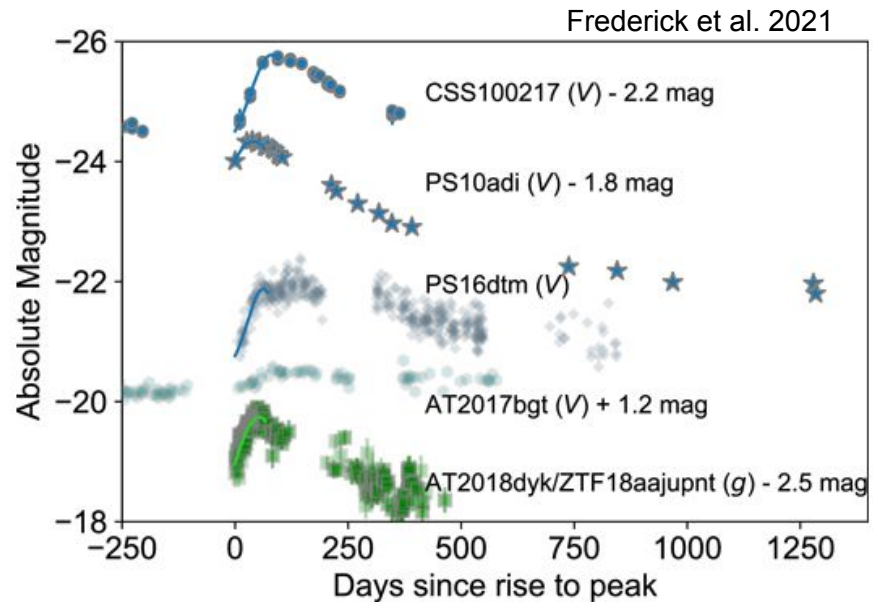 Frederick et al. 2021
−26
CSS100217 (V) - 2.2 mag
−24
PS10adi (V) - 1.8 mag
−22
PS16dtm (V)
−20
AT2017bgt (V) + 1.2 mag
AT2018dyk/ZTF18aajupnt (g) - 2.5 mag
−18
Absolute Magnitude
−250 0 250 500 750 1000 1250
Days since rise to peak